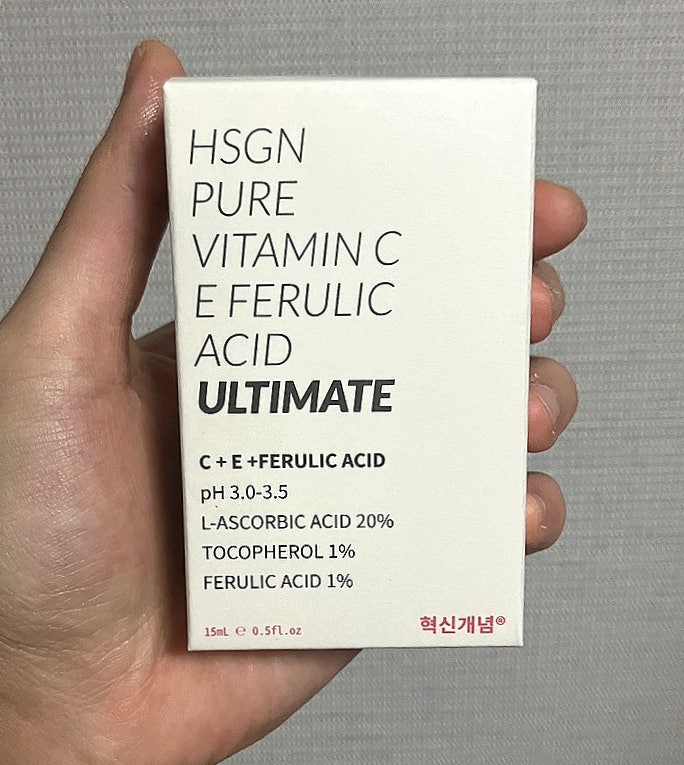 HSGN
PURE
VITAMIN C
E FERULIC
ACID
ULTIMATE
C + E +FERULIC ACID
pH 3.0-3.5
L-ASCORBIC ACID 20%
TOCOPHEROL 1%
FERULIC ACID 1%
15mL ℮ 0.5fl.oz
혁신개념®